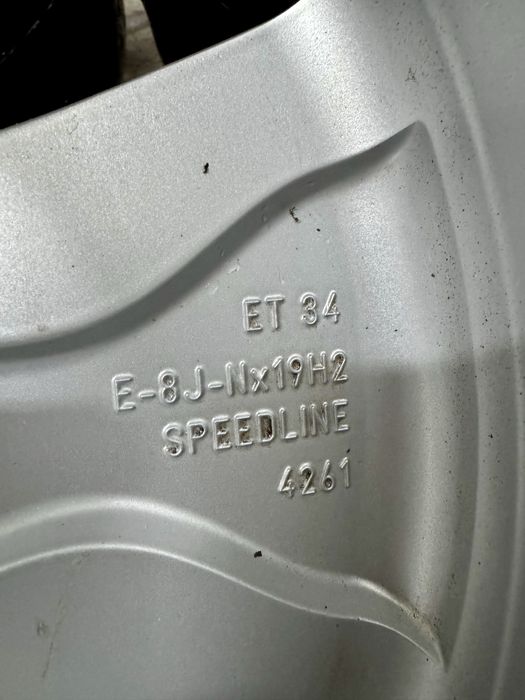 ET 34
E-8J-Nx19H2
SPEEDLINE
4261